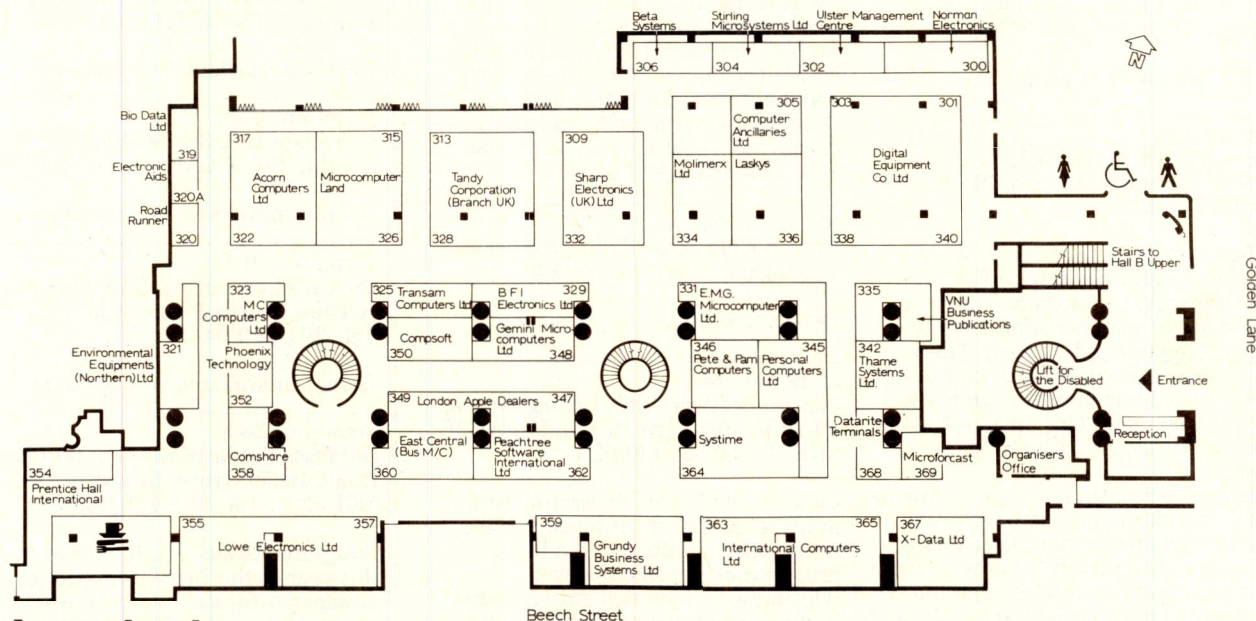 Beta
Systems
Stirling
Microsystems Ltd
Ulster Management
Centre
Norman
Electronics
306
304
302
300
N
Bio Data
Ltd
319
Electronic
Aids
320A
Road
Runner
320
317
315
Acorn
Computers
Ltd
Microcomputer
Land
322
326
313
Tandy
Corporation
(Branch UK)
328
309
Sharp
Electronics
(UK) Ltd
332
305
Computer
Ancillaries
Ltd
Molimerx
Ltd
Laskys
334
336
303
301
Digital
Equipment
Co Ltd
338
340
Stairs to
Hall B Upper
Golden Lane
321
Environmental
Equipments
(Northern) Ltd
323
M C
Computers
Ltd
Phoenix
Technology
352
Comshare
358
325
Transam
Computers Ltd
B F I
Electronics Ltd
329
Compsoft
350
Gemini Micro-
computers
Ltd
348
349
London Apple Dealers
347
East Central
(Bus M/C)
360
Peachtree
Software
International
Ltd
362
331
E.M.G.
Microcomputer
Ltd.
346
345
Pete & Pam
Computers
Personal
Computers
Ltd
Systime
364
335
VNU
Business
Publications
342
Thame
Systems
Ltd.
Datarite
Terminals
368
Microforcast
369
Lift for
the Disabled
Entrance
Reception
Organisers
Office
354
Prentice Hall
International
355
357
Lowe Electronics Ltd
359
Grundy
Business
Systems Ltd
363
365
International Computers
Ltd
367
X-Data Ltd
Beech Street